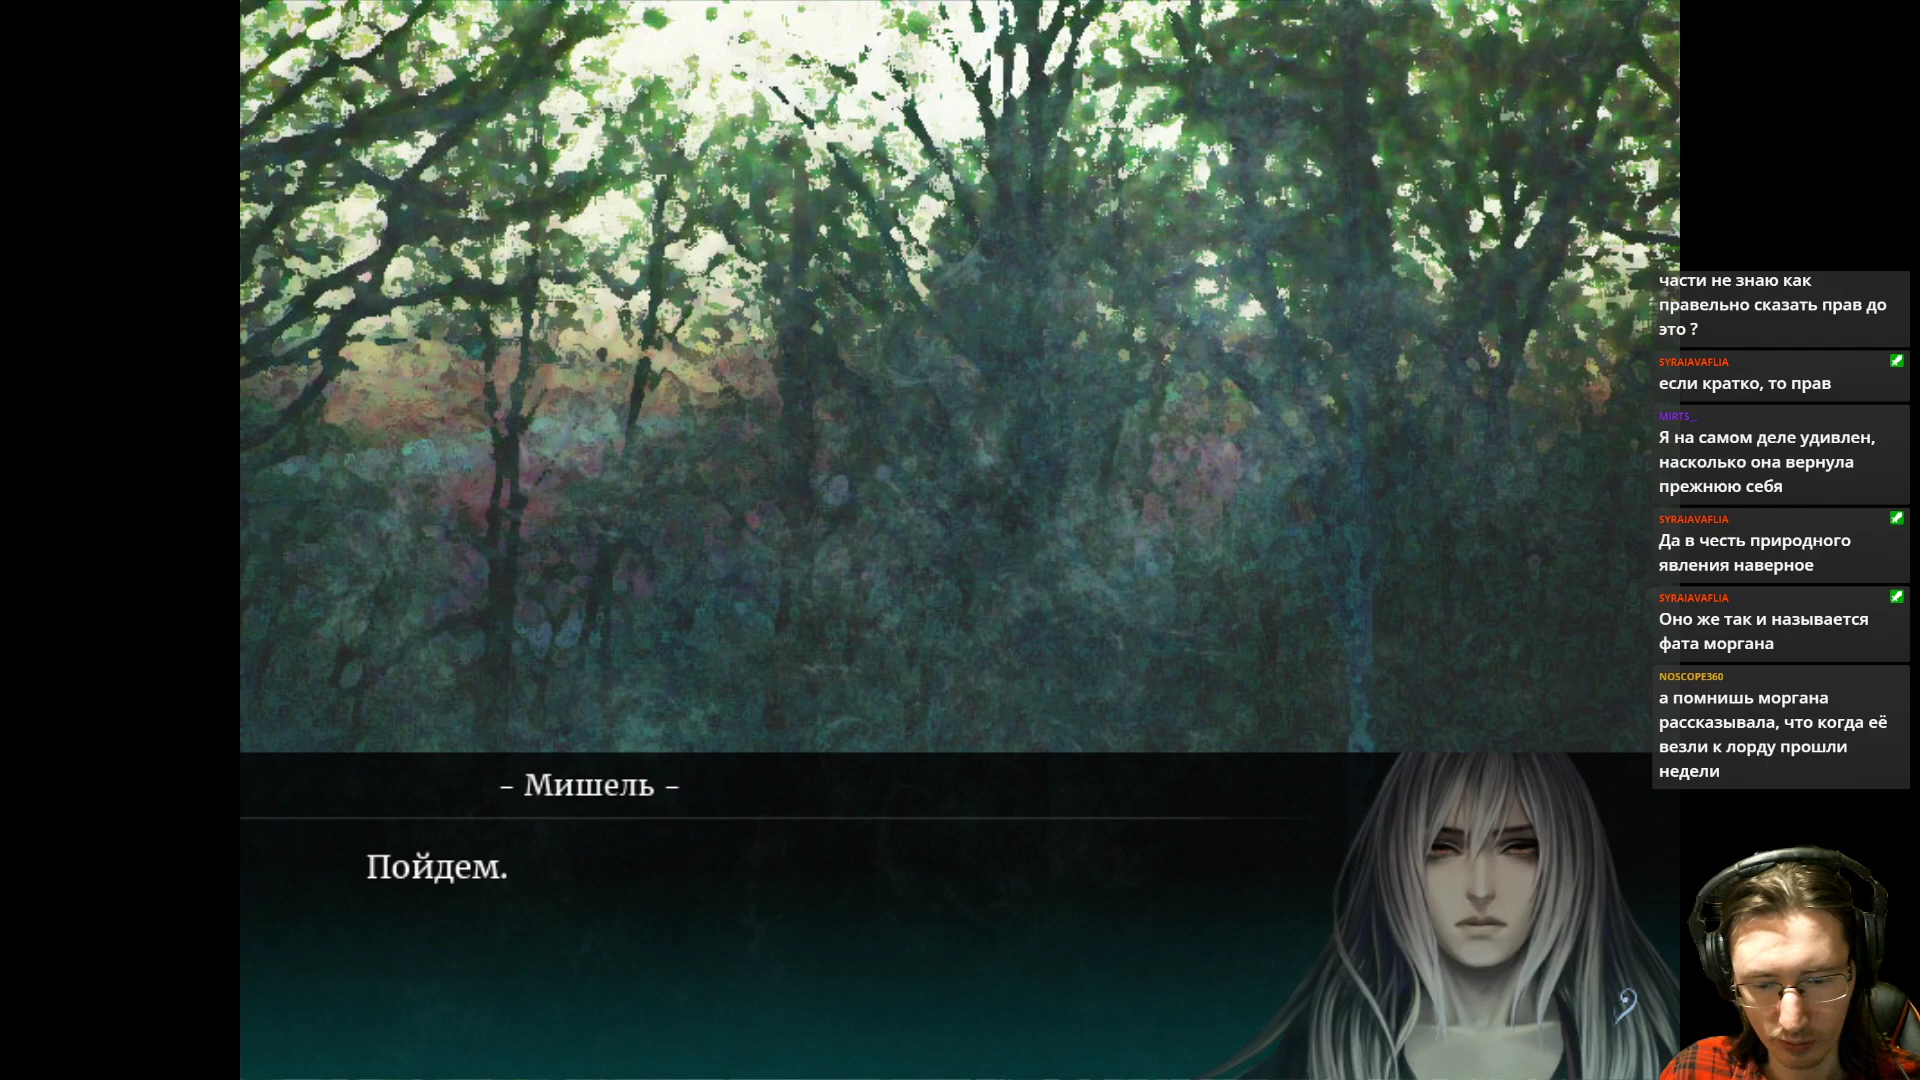 - Мишель -
Пойдем.
части не знаю как
правельно сказать прав до
это ?
SYRAIAVAFLIA
если кратко, то прав
MIRTS_
Я на самом деле удивлен,
насколько она вернула
прежнюю себя
SYRAIAVAFLIA
Да в честь природного
явления наверное
SYRAIAVAFLIA
Оно же так и называется
фата моргана
NOSCOPE360
а помнишь моргана
рассказывала, что когда её
везли к лорду прошли
недели